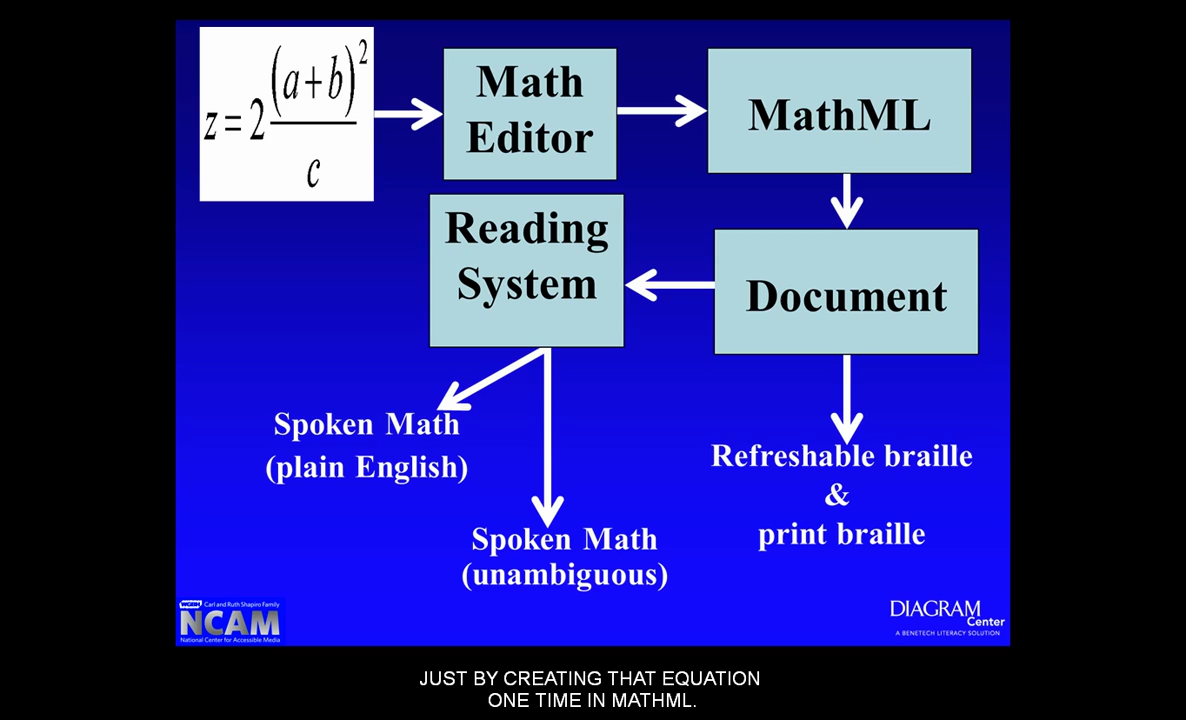 z = 2 (a+b)² / c
Math
Editor
MathML
Reading
System
Document
Spoken Math
(plain English)
Spoken Math
(unambiguous)
Refreshable braille
&
print braille
WGBH Carl and Ruth Shapiro Family
NCAM
National Center for Accessible Media
DIAGRAM
Center
A BENETECH LITERACY SOLUTION
JUST BY CREATING THAT EQUATION
ONE TIME IN MATHML.